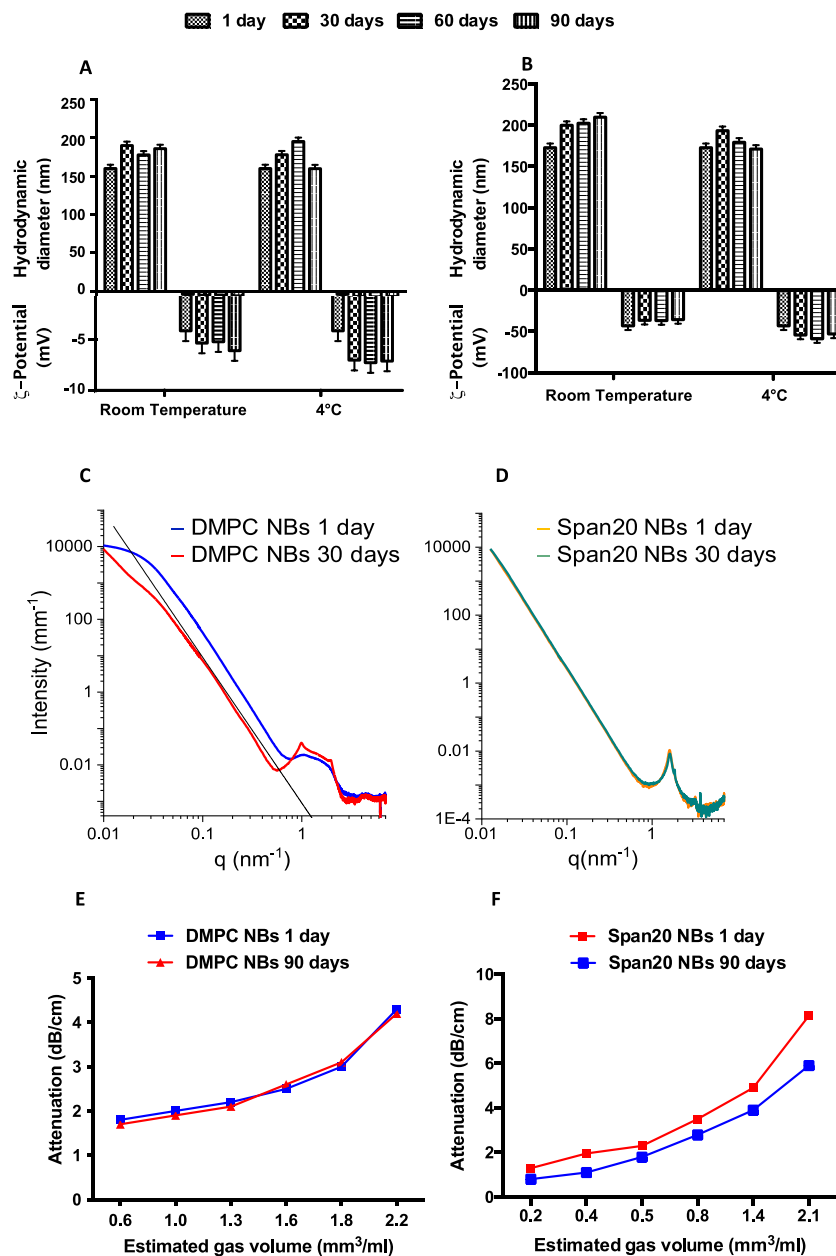 1 day 30 days 60 days 90 days
A
Hydrodynamic
diameter (nm)
ζ–Potential
(mV)
250
200
150
100
50
0
-5
-10
Room Temperature 4°C
B
Hydrodynamic
diameter (nm)
ζ–Potential
(mV)
250
200
150
100
50
0
-50
-100
Room Temperature 4°C
C
DMPC NBs 1 day
DMPC NBs 30 days
Intensity (mm-1)
10000
100
1
0.01
0.01 0.1 1
q (nm-1)
D
Span20 NBs 1 day
Span20 NBs 30 days
10000
100
1
0.01
1E-4
0.01 0.1 1
q(nm-1)
E
DMPC NBs 1 day
DMPC NBs 90 days
Attenuation (dB/cm)
5
4
3
2
1
0
0.6 1.0 1.3 1.6 1.8 2.2
Estimated gas volume (mm3/ml)
F
Span20 NBs 1 day
Span20 NBs 90 days
Attenuation (dB/cm)
10
8
6
4
2
0
0.2 0.4 0.5 0.8 1.4 2.1
Estimated gas volume (mm3/ml)